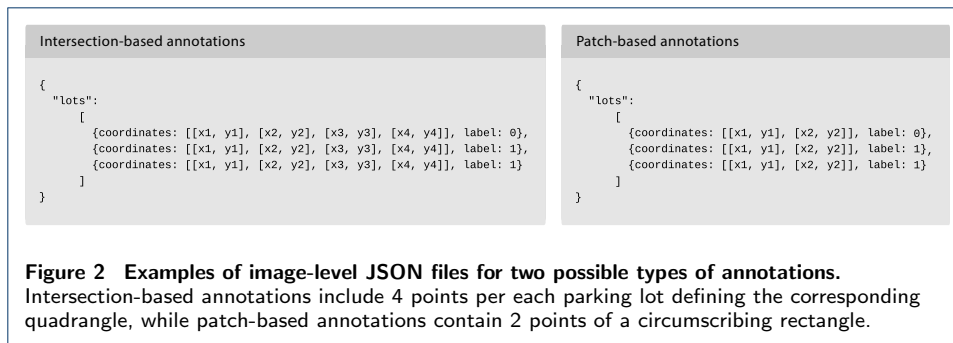 Intersection-based annotations
{
"lots":
[
{coordinates: [[x1, y1], [x2, y2], [x3, y3], [x4, y4]], label: 0},
{coordinates: [[x1, y1], [x2, y2], [x3, y3], [x4, y4]], label: 1},
{coordinates: [[x1, y1], [x2, y2], [x3, y3], [x4, y4]], label: 1}
]
}
Patch-based annotations
{
"lots":
[
{coordinates: [[x1, y1], [x2, y2]], label: 0},
{coordinates: [[x1, y1], [x2, y2]], label: 1},
{coordinates: [[x1, y1], [x2, y2]], label: 1}
]
}
Figure 2 Examples of image-level JSON files for two possible types of annotations.
Intersection-based annotations include 4 points per each parking lot defining the corresponding
quadrangle, while patch-based annotations contain 2 points of a circumscribing rectangle.